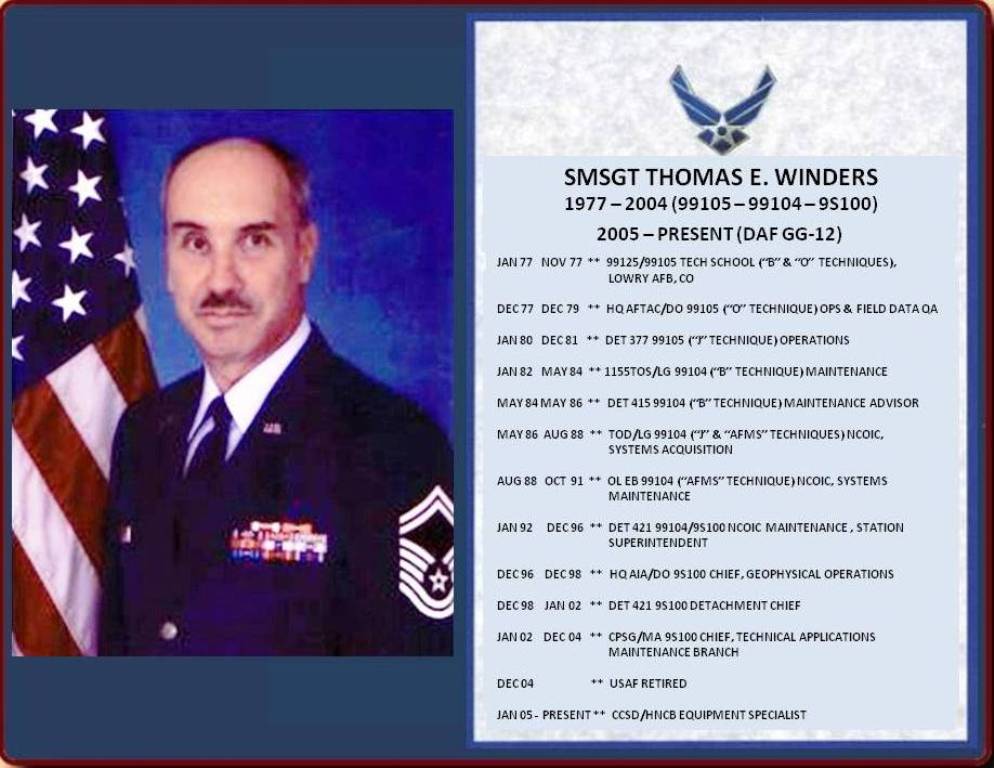 SMSGT THOMAS E. WINDERS
1977 – 2004 (99105 – 99104 – 9S100)
2005 – PRESENT (DAF GG-12)
JAN 77 NOV 77 ** 99125/99105 TECH SCHOOL (“B” & “O” TECHNIQUES),
LOWRY AFB, CO
DEC 77 DEC 79 ** HQ AFTAC/DO 99105 (“O” TECHNIQUE) OPS & FIELD DATA QA
JAN 80 DEC 81 ** DET 377 99105 (“J” TECHNIQUE) OPERATIONS
JAN 82 MAY 84 ** 1155TOS/LG 99104 (“B” TECHNIQUE) MAINTENANCE
MAY 84 MAY 86 ** DET 415 99104 (“B” TECHNIQUE) MAINTENANCE ADVISOR
MAY 86 AUG 88 ** TOD/LG 99104 (“J” & “AFMS” TECHNIQUES) NCOIC,
SYSTEMS ACQUISITION
AUG 88 OCT 91 ** OL EB 99104 (“AFMS” TECHNIQUE) NCOIC, SYSTEMS
MAINTENANCE
JAN 92 DEC 96 ** DET 421 99104/9S100 NCOIC MAINTENANCE , STATION
SUPERINTENDENT
DEC 96 DEC 98 ** HQ AIA/DO 9S100 CHIEF, GEOPHYSICAL OPERATIONS
DEC 98 JAN 02 ** DET 421 9S100 DETACHMENT CHIEF
JAN 02 DEC 04 ** CPSG/MA 9S100 CHIEF, TECHNICAL APPLICATIONS
MAINTENANCE BRANCH
DEC 04 ** USAF RETIRED
JAN 05 - PRESENT ** CCSD/HNCB EQUIPMENT SPECIALIST